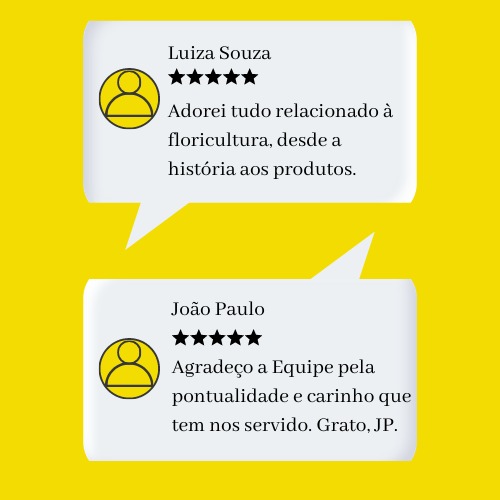 Luiza Souza
★★★★★
Adorei tudo relacionado à
floricultura, desde a
história aos produtos.
João Paulo
★★★★★
Agradeço a Equipe pela
pontualidade e carinho que
tem nos servido. Grato, JP.